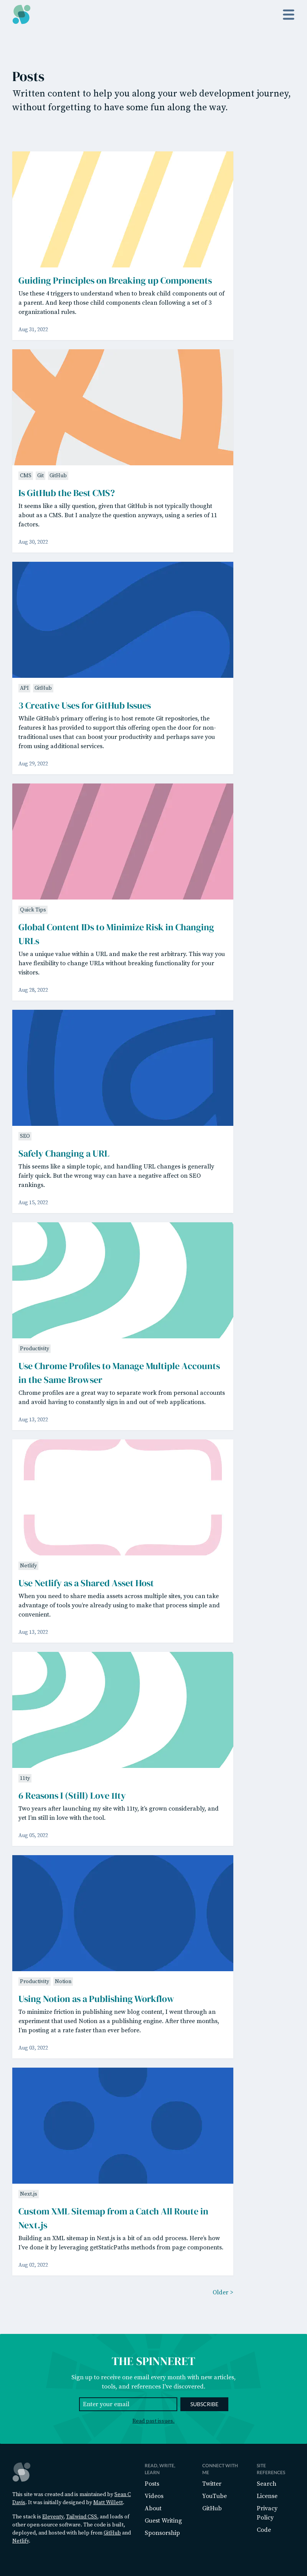 Posts
Written content to help you along your web development journey,
without forgetting to have some fun along the way.
Guiding Principles on Breaking up Components
Use these 4 triggers to understand when to break child components out of
a parent. And keep those child components clean following a set of 3
organizational rules.
Aug 31, 2022
CMS Git GitHub
Is GitHub the Best CMS?
It seems like a silly question, given that GitHub is not typically thought
about as a CMS. But I analyze the question anyways, using a series of 11
factors.
Aug 30, 2022
API GitHub
3 Creative Uses for GitHub Issues
While GitHub's primary offering is to host remote Git repositories, the
features it has provided to support this offering open the door for non-
traditional uses that can boost your productivity and perhaps save you
from using additional services.
Aug 29, 2022
Quick Tips
Global Content IDs to Minimize Risk in Changing
URLs
Use a unique value within a URL and make the rest arbitrary. This way you
have flexibility to change URLs without breaking functionality for your
visitors.
Aug 28, 2022
SEO
Safely Changing a URL
This seems like a simple topic, and handling URL changes is generally
fairly quick. But the wrong way can have a negative affect on SEO
rankings.
Aug 15, 2022
Productivity
Use Chrome Profiles to Manage Multiple Accounts
in the Same Browser
Chrome profiles are a great way to separate work from personal accounts
and avoid having to constantly sign in and out of web applications.
Aug 13, 2022
Netlify
Use Netlify as a Shared Asset Host
When you need to share media assets across multiple sites, you can take
advantage of tools you're already using to make that process simple and
convenient.
Aug 13, 2022
11ty
6 Reasons I (Still) Love 11ty
Two years after launching my site with 11ty, it's grown considerably, and
yet I'm still in love with the tool.
Aug 05, 2022
Productivity Notion
Using Notion as a Publishing Workflow
To minimize friction in publishing new blog content, I went through an
experiment that used Notion as a publishing engine. After three months,
I'm posting at a rate faster than ever before.
Aug 03, 2022
Next.js
Custom XML Sitemap from a Catch All Route in
Next.js
Building an XML sitemap in Next.js is a bit of an odd process. Here's how
I've done it by leveraging getStaticPaths methods from page components.
Aug 02, 2022
Older >
THE SPINNERET
Sign up to receive one email every month with new articles,
tools, and references I've discovered.
Enter your email
SUBSCRIBE
Read past issues.
This site was created and is maintained by Sean C
Davis. It was initially designed by Matt Willett.
The stack is Eleventy, Tailwind CSS, and loads of
other open source software. The code is built,
deployed, and hosted with help from GitHub and
Netlify.
READ, WRITE,
LEARN
Posts
Videos
About
Guest Writing
Sponsorship
CONNECT WITH
ME
Twitter
YouTube
GitHub
SITE
REFERENCES
Search
License
Privacy
Policy
Code